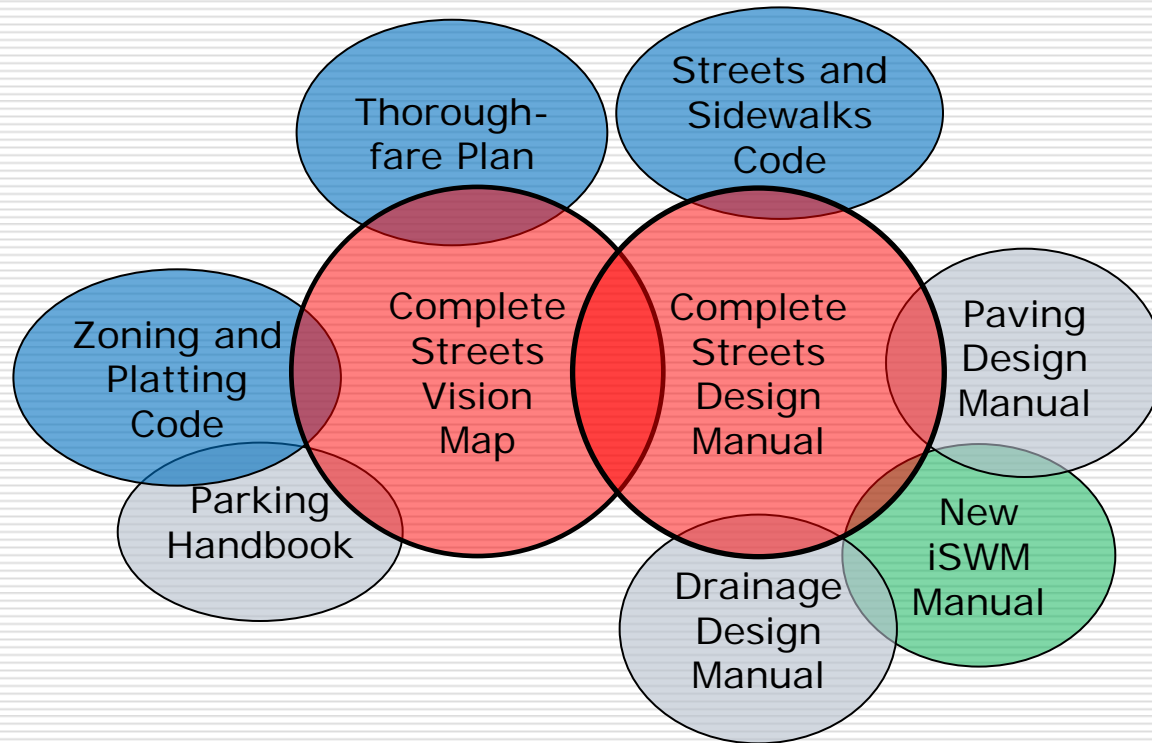 Thorough-
fare Plan
Streets and
Sidewalks
Code
Zoning and
Platting
Code
Complete
Streets
Vision
Map
Complete
Streets
Design
Manual
Paving
Design
Manual
Parking
Handbook
New
iSWM
Manual
Drainage
Design
Manual